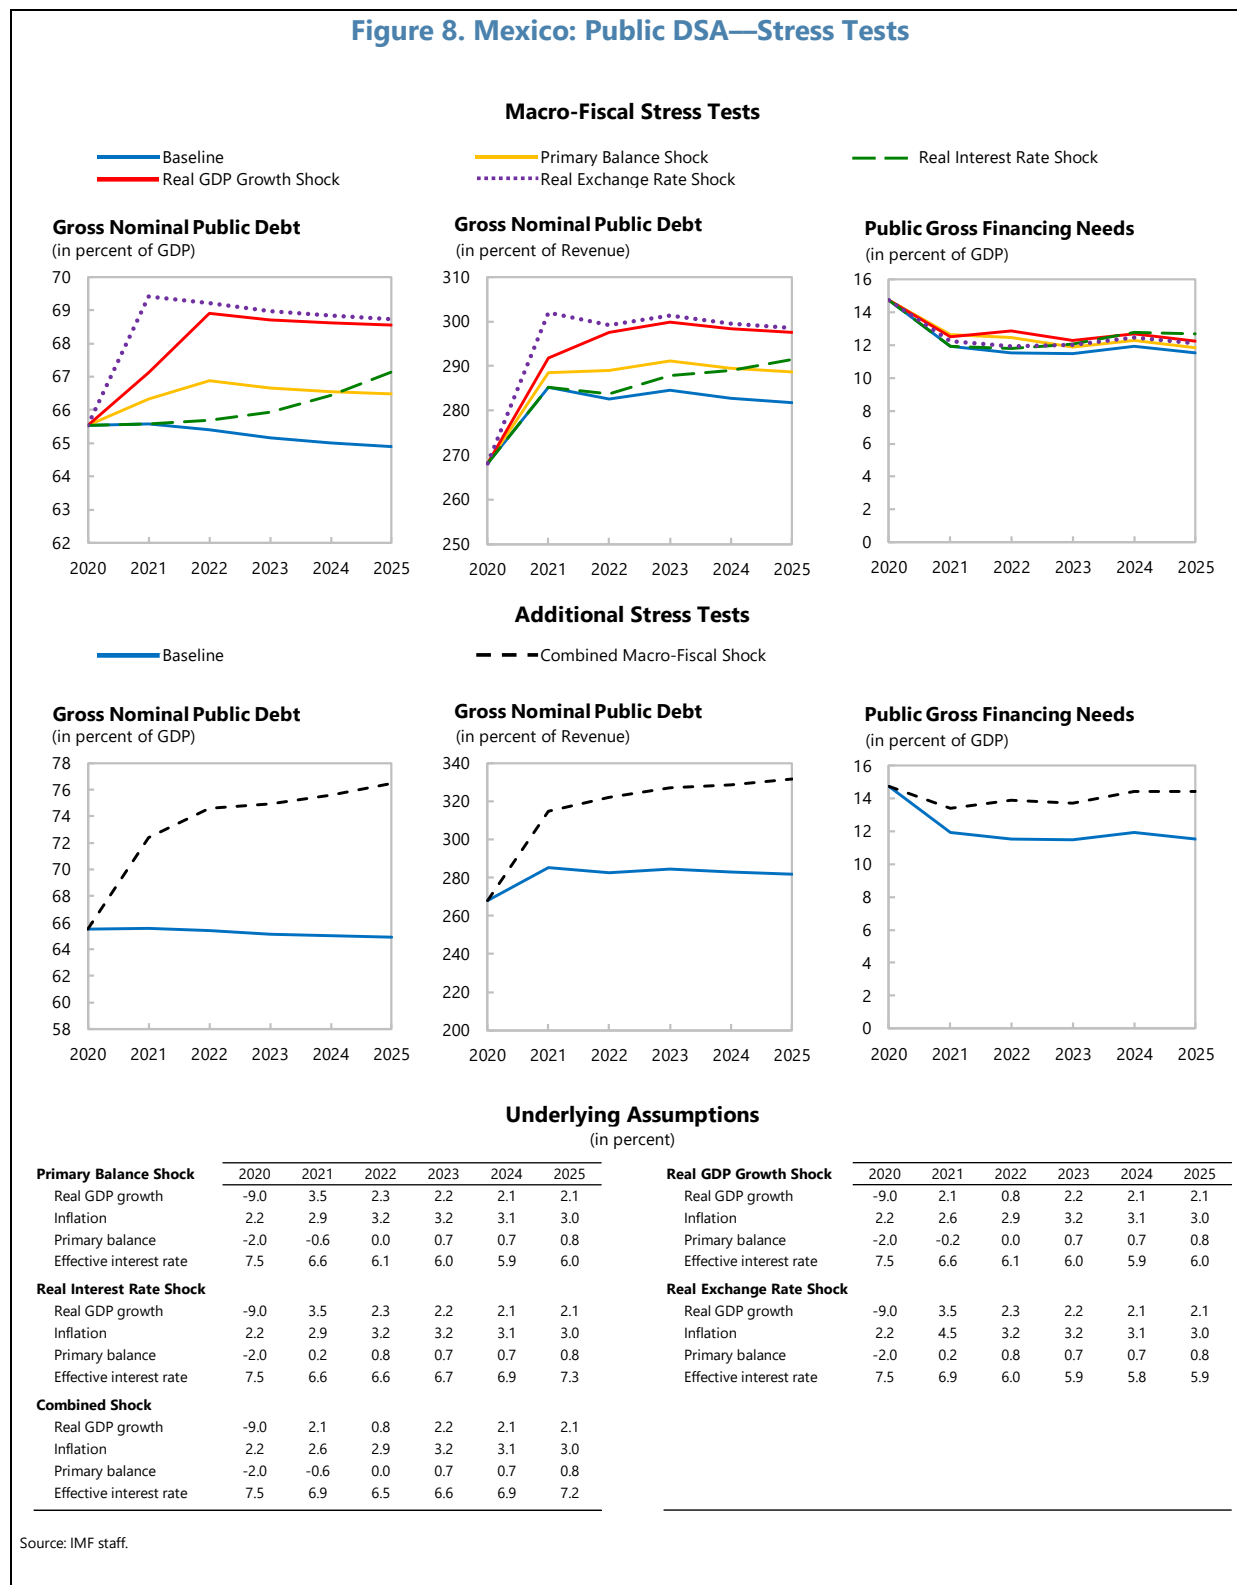 Figure 8. Mexico: Public DSA—Stress Tests
Macro-Fiscal Stress Tests
Baseline
Primary Balance Shock
Real Interest Rate Shock
Real GDP Growth Shock
Real Exchange Rate Shock
Gross Nominal Public Debt
(in percent of GDP)
70
69
68
67
66
65
64
63
62
2020 2021 2022 2023 2024 2025
Gross Nominal Public Debt
(in percent of Revenue)
310
300
290
280
270
260
250
2020 2021 2022 2023 2024 2025
Public Gross Financing Needs
(in percent of GDP)
16
14
12
10
8
6
4
2
0
2020 2021 2022 2023 2024 2025
Additional Stress Tests
Baseline
Combined Macro-Fiscal Shock
Gross Nominal Public Debt
(in percent of GDP)
78
76
74
72
70
68
66
64
62
60
58
2020 2021 2022 2023 2024 2025
Gross Nominal Public Debt
(in percent of Revenue)
340
320
300
280
260
240
220
200
2020 2021 2022 2023 2024 2025
Public Gross Financing Needs
(in percent of GDP)
16
14
12
10
8
6
4
2
0
2020 2021 2022 2023 2024 2025
Underlying Assumptions
(in percent)
Primary Balance Shock 2020 2021 2022 2023 2024 2025
Real GDP growth -9.0 3.5 2.3 2.2 2.1 2.1
Inflation 2.2 2.9 3.2 3.2 3.1 3.0
Primary balance -2.0 -0.6 0.0 0.7 0.7 0.8
Effective interest rate 7.5 6.6 6.1 6.0 5.9 6.0
Real Interest Rate Shock
Real GDP growth -9.0 3.5 2.3 2.2 2.1 2.1
Inflation 2.2 2.9 3.2 3.2 3.1 3.0
Primary balance -2.0 0.2 0.8 0.7 0.7 0.8
Effective interest rate 7.5 6.6 6.6 6.7 6.9 7.3
Combined Shock
Real GDP growth -9.0 2.1 0.8 2.2 2.1 2.1
Inflation 2.2 2.6 2.9 3.2 3.1 3.0
Primary balance -2.0 -0.6 0.0 0.7 0.7 0.8
Effective interest rate 7.5 6.9 6.5 6.6 6.9 7.2
Real GDP Growth Shock 2020 2021 2022 2023 2024 2025
Real GDP growth -9.0 2.1 0.8 2.2 2.1 2.1
Inflation 2.2 2.6 2.9 3.2 3.1 3.0
Primary balance -2.0 -0.2 0.0 0.7 0.7 0.8
Effective interest rate 7.5 6.6 6.1 6.0 5.9 6.0
Real Exchange Rate Shock
Real GDP growth -9.0 3.5 2.3 2.2 2.1 2.1
Inflation 2.2 4.5 3.2 3.2 3.1 3.0
Primary balance -2.0 0.2 0.8 0.7 0.7 0.8
Effective interest rate 7.5 6.9 6.0 5.9 5.8 5.9
Source: IMF staff.